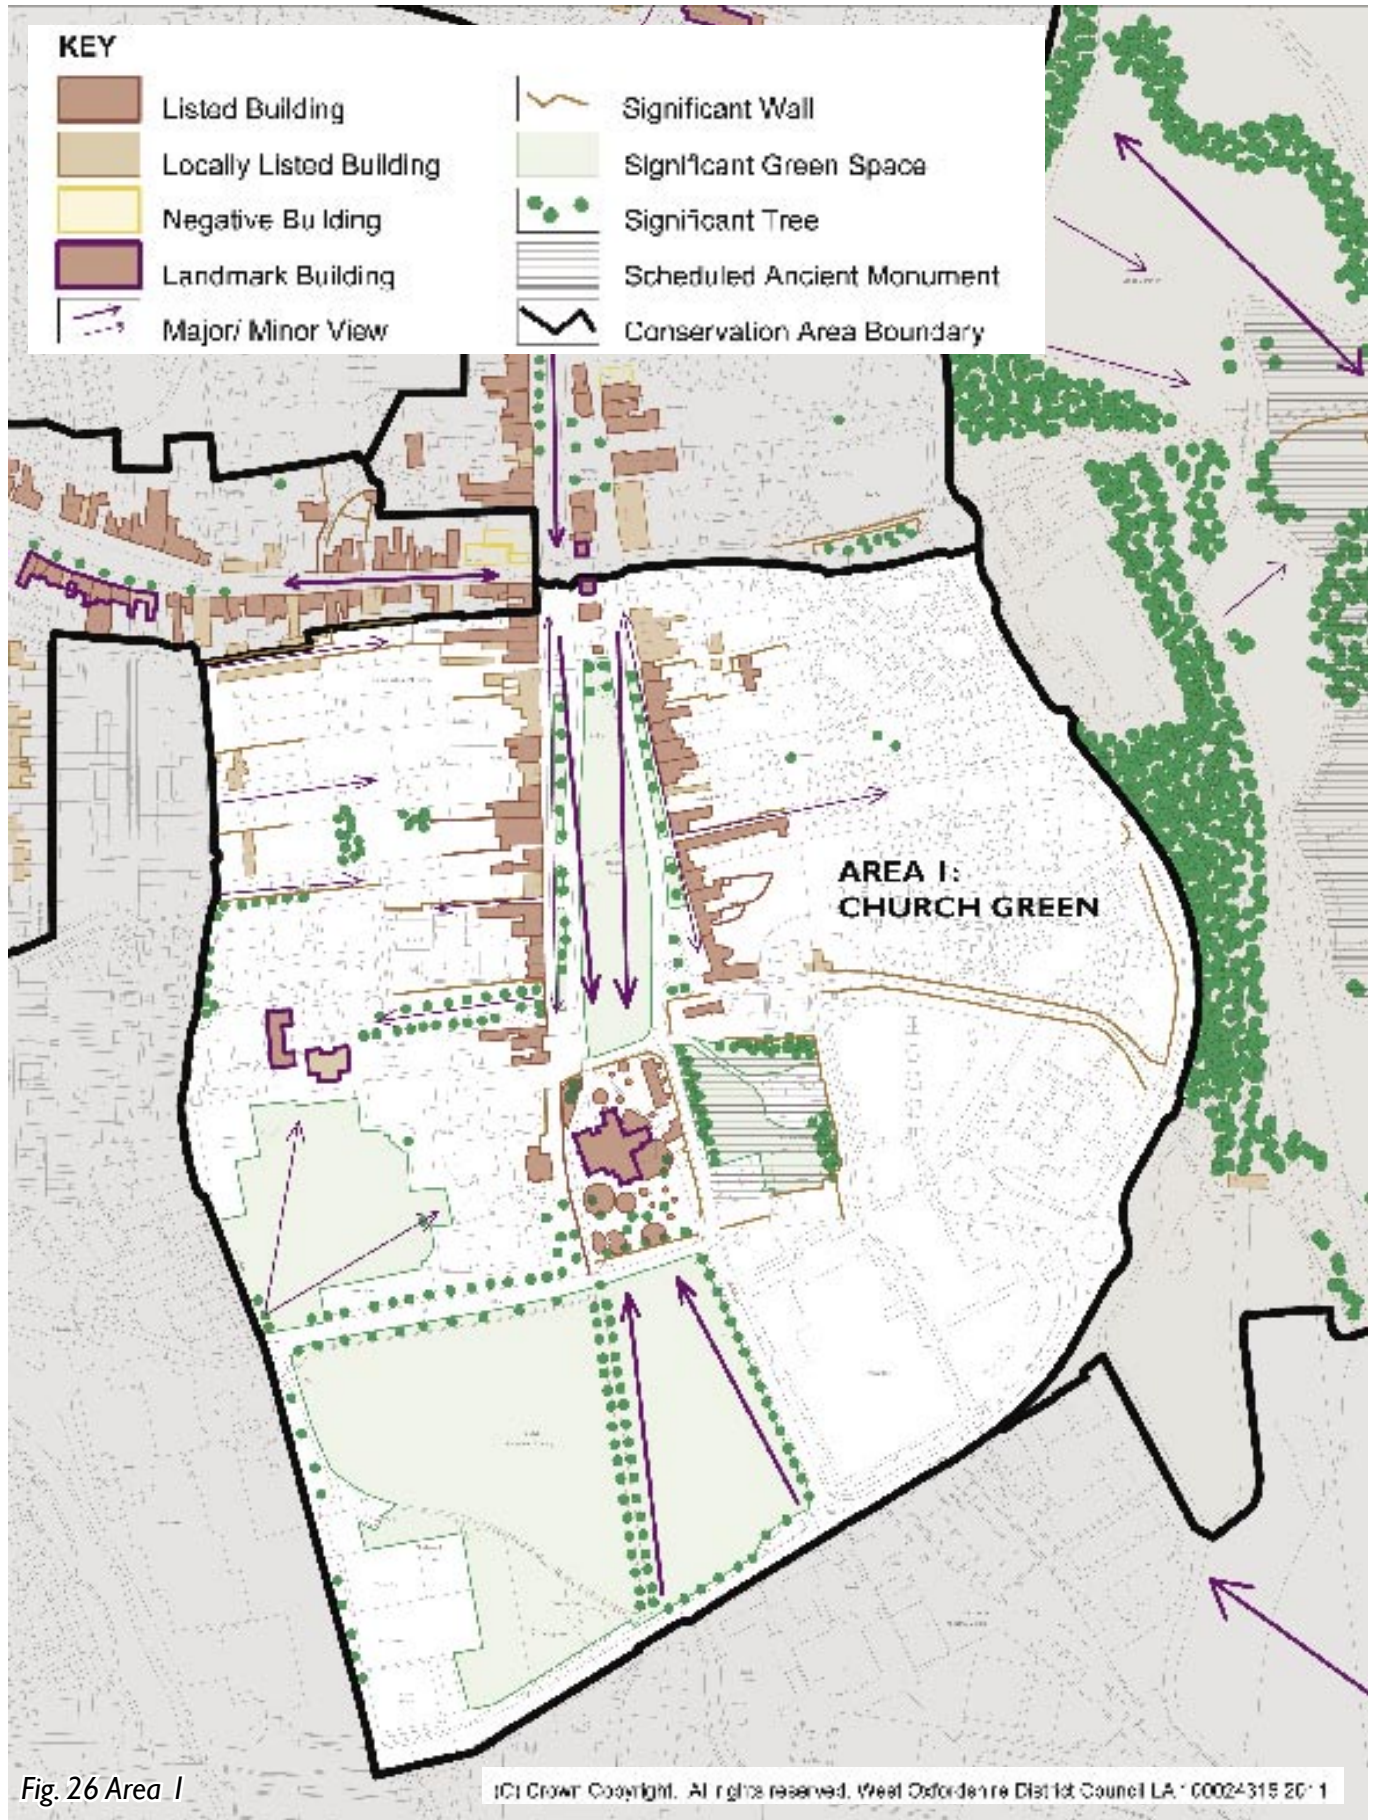 KEY
Listed Building
Locally Listed Building
Negative Building
Landmark Building
Major/ Minor View
Significant Wall
Significant Green Space
Significant Tree
Scheduled Ancient Monument
Conservation Area Boundary
AREA 1:
CHURCH GREEN
Fig. 26 Area 1
(C) Crown Copyright. All rights reserved. West Oxfordshire District Council LA 100024316 2011